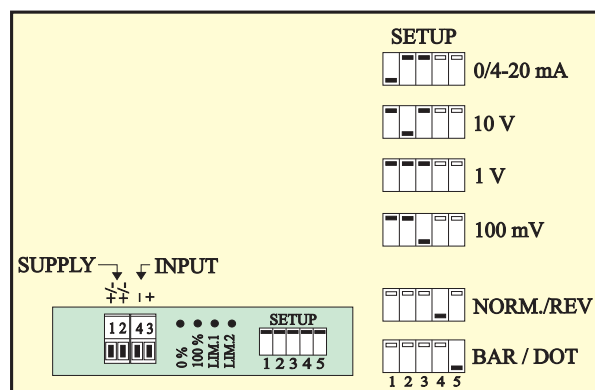 SETUP
0/4-20 mA
10 V
1 V
100 mV
SUPPLY INPUT
+/- +/- - +
NORM./REV
1 2 4 3
0 %
100 %
LIM.1
LIM.2
SETUP
1 2 3 4 5
BAR / DOT
1 2 3 4 5